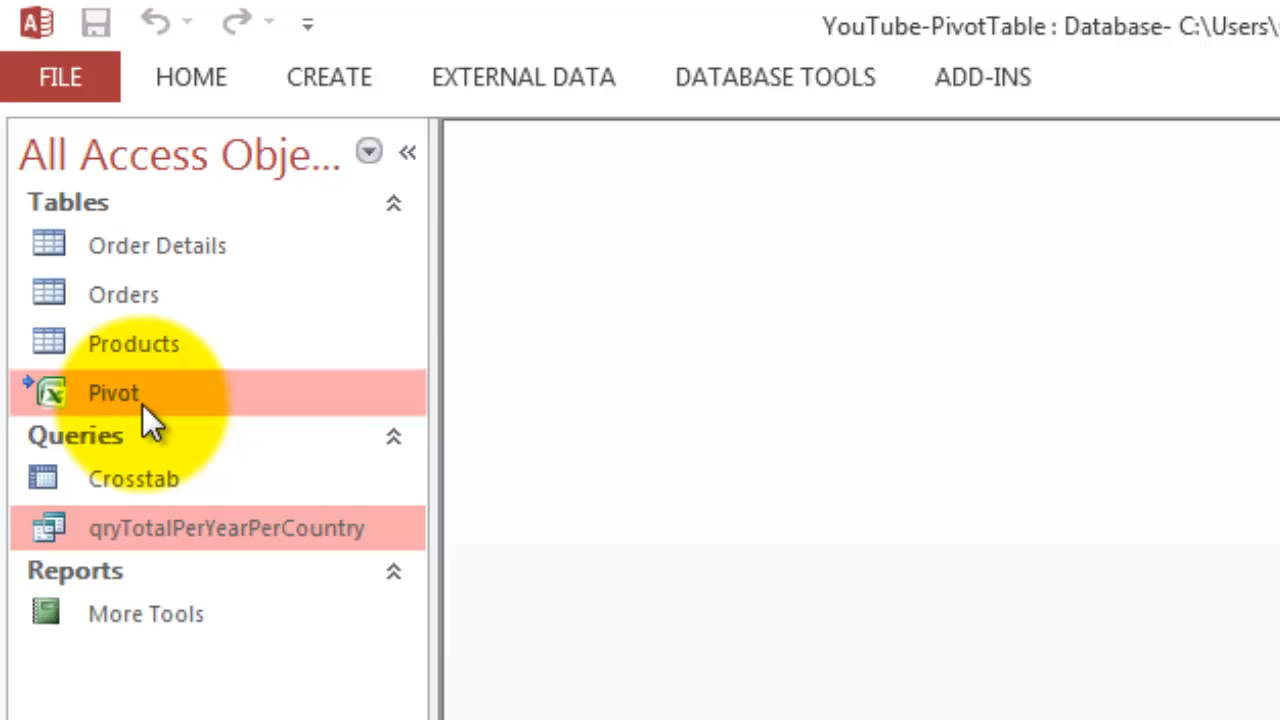 YouTube-PivotTable : Database- C:\Users\
FILE HOME CREATE EXTERNAL DATA DATABASE TOOLS ADD-INS
All Access Obje...
Tables
Order Details
Orders
Products
Pivot
Queries
Crosstab
qryTotalPerYearPerCountry
Reports
More Tools